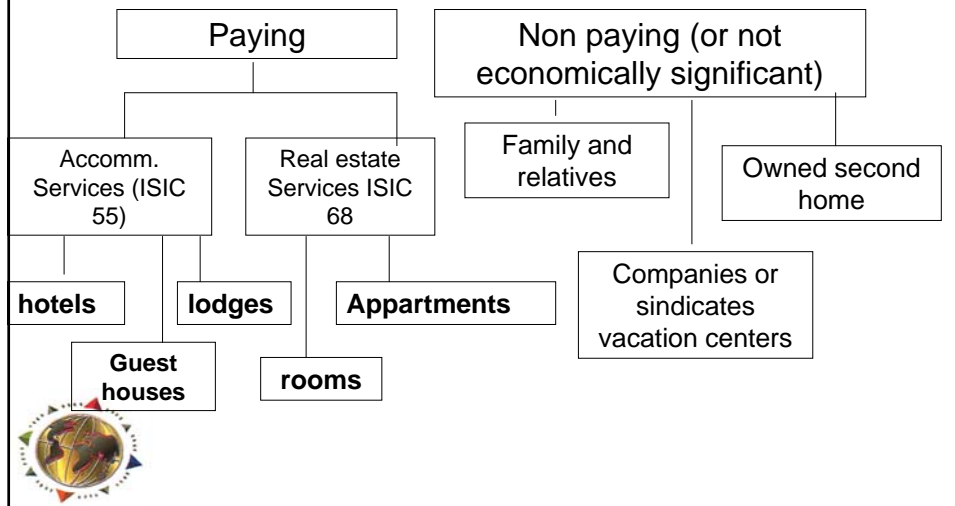 Paying
Non paying (or not
economically significant)
Accomm.
Services (ISIC
55)
Real estate
Services ISIC
68
Family and
relatives
Owned second
home
hotels
lodges
Appartments
Companies or
sindicates
vacation centers
Guest
houses
rooms